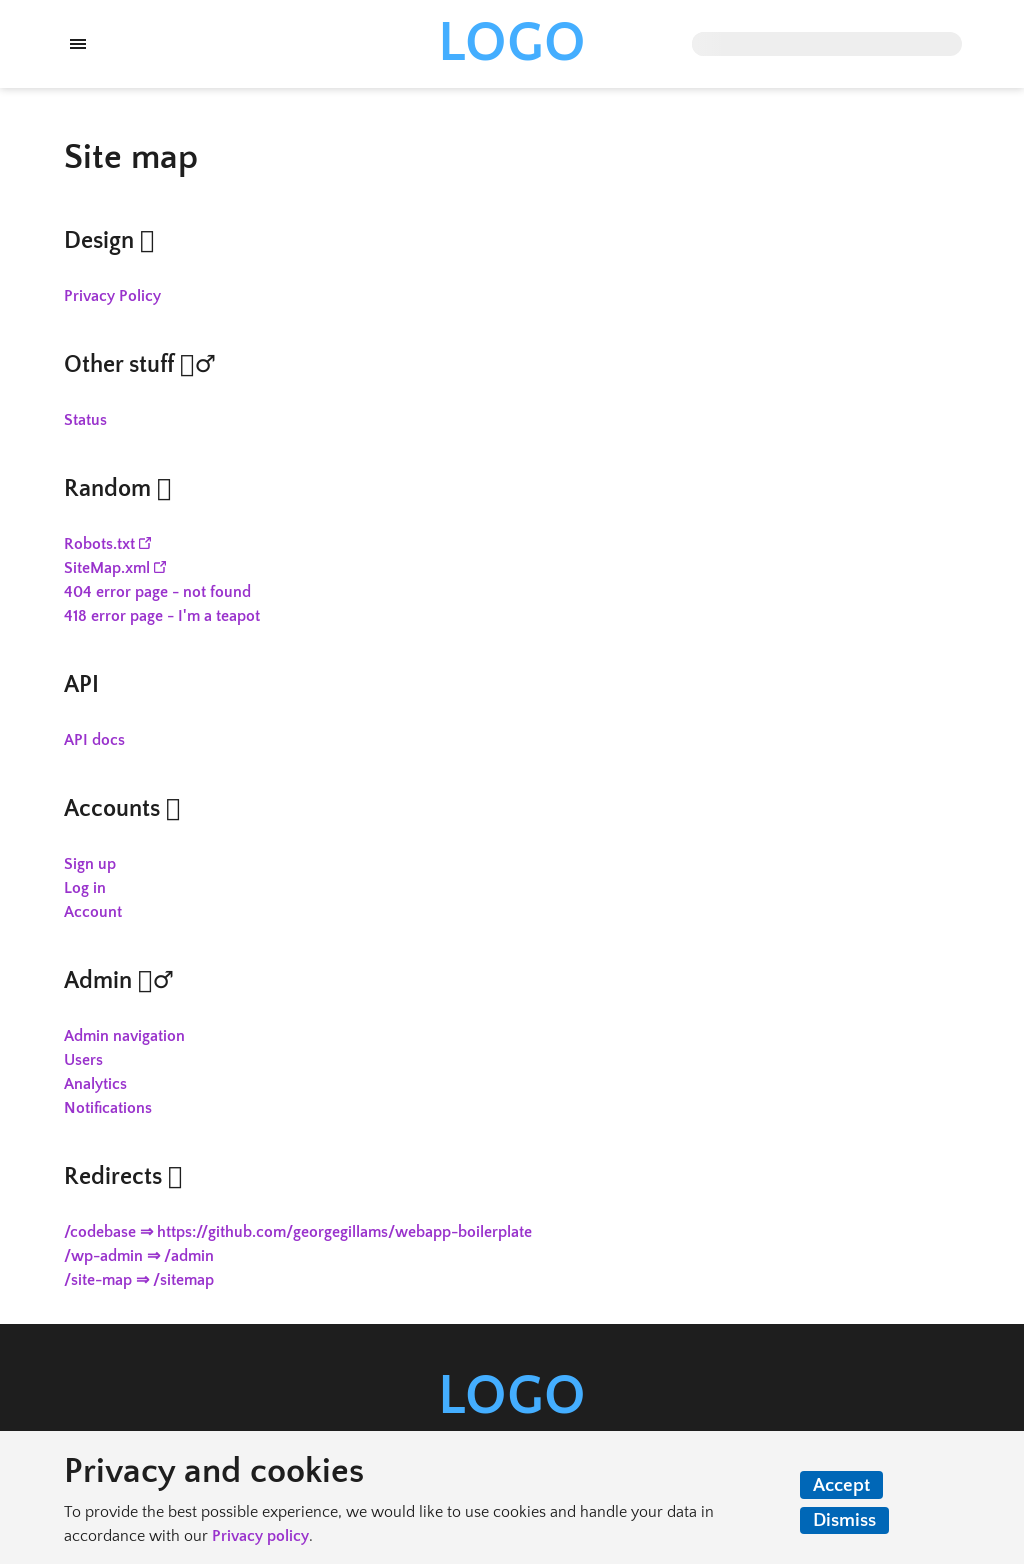 LOGO
Site map
Design
Privacy Policy
Other stuff ♂
Status
Random
Robots.txt
SiteMap.xml
404 error page - not found
418 error page - I'm a teapot
API
API docs
Accounts
Sign up
Log in
Account
Admin ♂
Admin navigation
Users
Analytics
Notifications
Redirects
/codebase ⇒ https://github.com/georgegillams/webapp-boilerplate
/wp-admin ⇒ /admin
/site-map ⇒ /sitemap
LOGO
Privacy and cookies
To provide the best possible experience, we would like to use cookies and handle your data in
accordance with our Privacy policy.
Accept
Dismiss